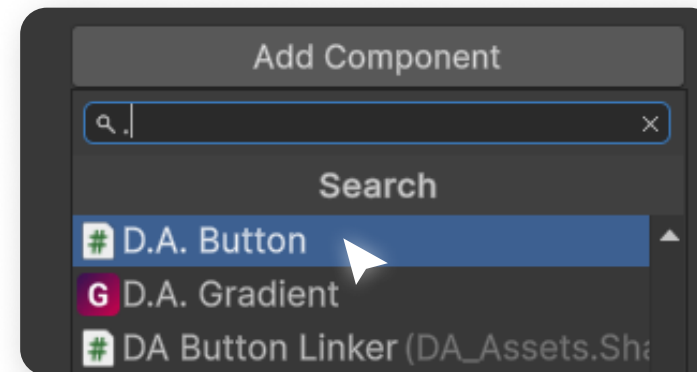 Add Component
.
Search
# D.A. Button
G D.A. Gradient
# DA Button Linker (DA_Assets.Sha